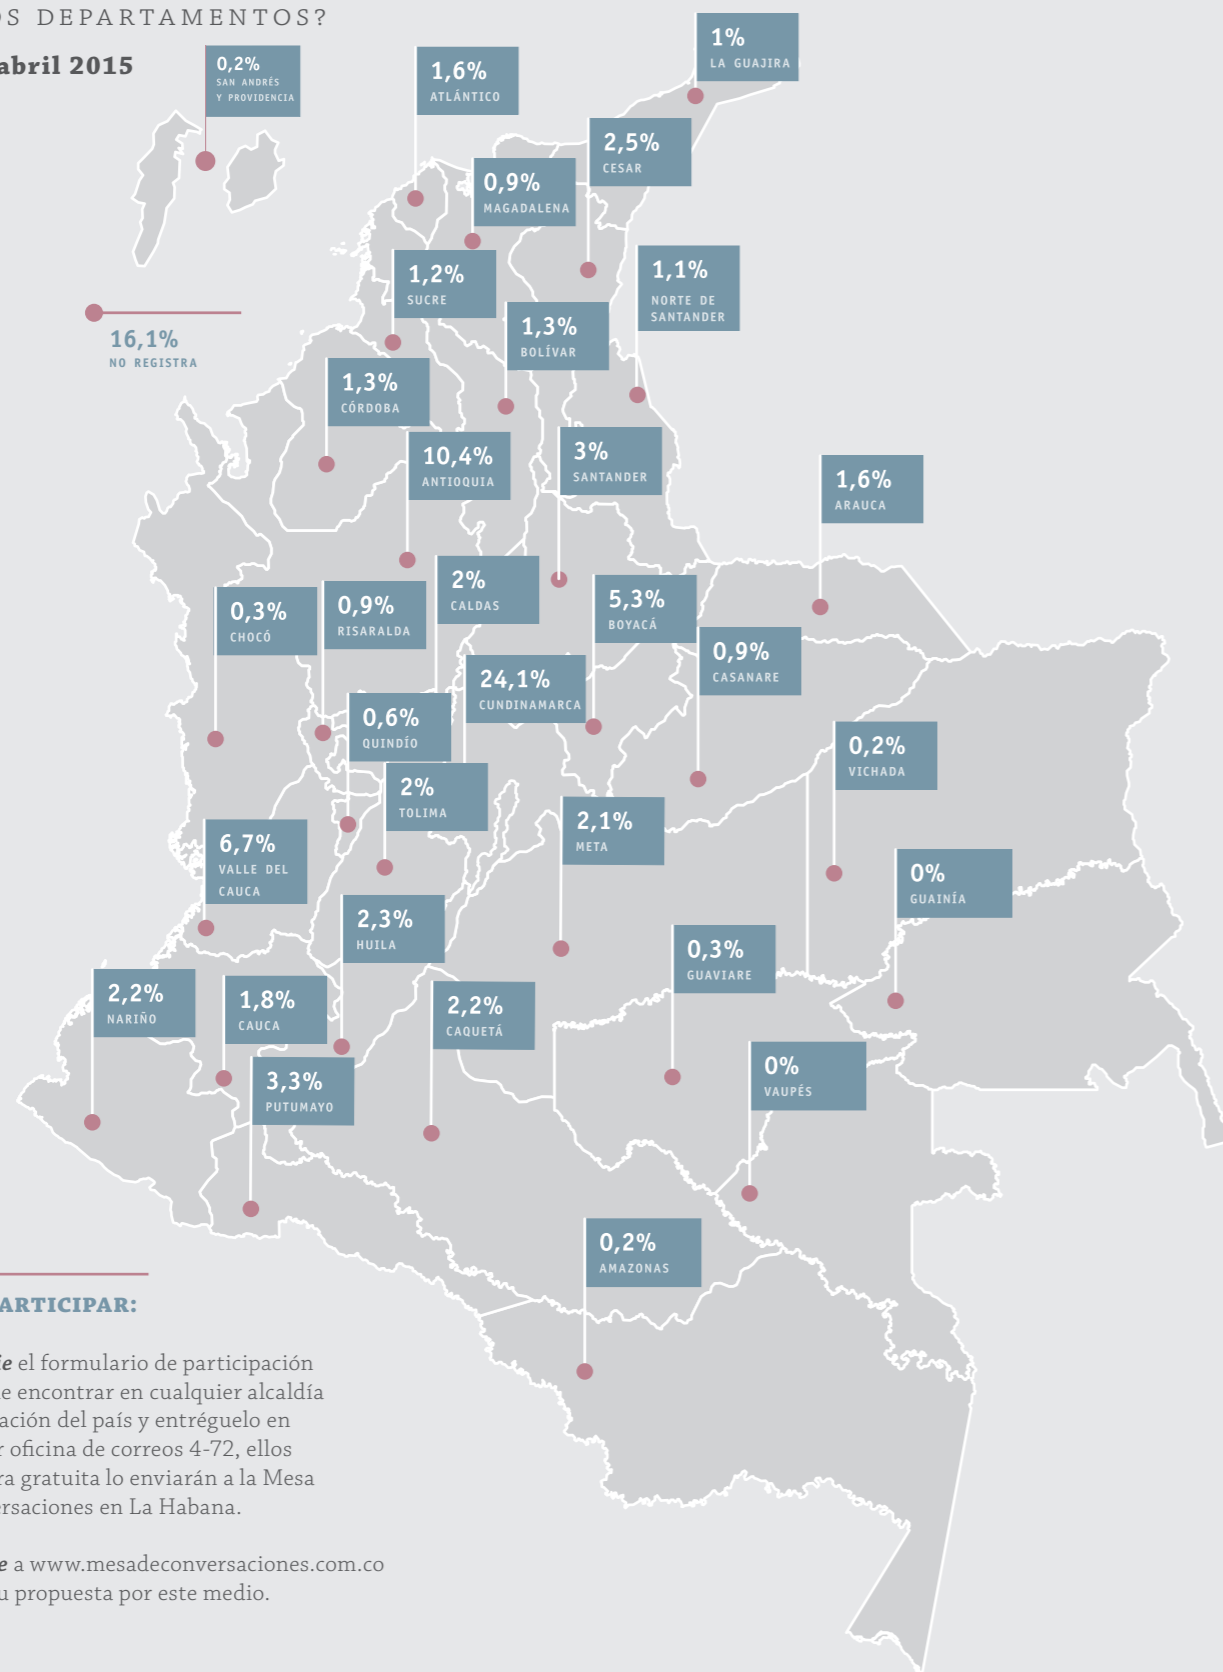 OS DEPARTAMENTOS?
abril 2015
0,2%
SAN ANDRÉS
Y PROVIDENCIA
1,6%
ATLÁNTICO
1%
LA GUAJIRA
2,5%
CESAR
0,9%
MAGADALENA
1,2%
SUCRE
1,1%
NORTE DE
SANTANDER
1,3%
BOLÍVAR
16,1%
NO REGISTRA
1,3%
CÓRDOBA
10,4%
ANTIOQUIA
3%
SANTANDER
1,6%
ARAUCA
0,3%
CHOCÓ
0,9%
RISARALDA
2%
CALDAS
5,3%
BOYACÁ
0,9%
CASANARE
24,1%
CUNDINAMARCA
0,6%
QUINDÍO
0,2%
VICHADA
2%
TOLIMA
2,1%
META
6,7%
VALLE DEL
CAUCA
0%
GUAINÍA
2,3%
HUILA
0,3%
GUAVIARE
2,2%
NARIÑO
1,8%
CAUCA
2,2%
CAQUETÁ
3,3%
PUTUMAYO
0%
VAUPÉS
0,2%
AMAZONAS
ARTICIPAR:
ie el formulario de participación
e encontrar en cualquier alcaldía
ación del país y entréguelo en
r oficina de correos 4-72, ellos
ra gratuita lo enviarán a la Mesa
ersaciones en La Habana.
e a www.mesadeconversaciones.com.co
u propuesta por este medio.